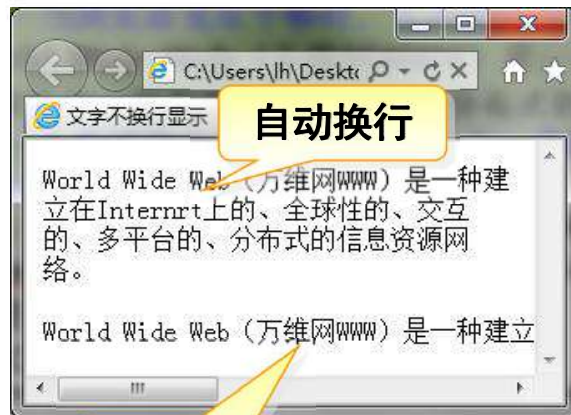 C:\Users\lh\Deskt
文字不换行显示
自动换行
World Wide Web（万维网WWW）是一种建
立在Internrt上的、全球性的、交互
的、多平台的、分布式的信息资源网
络。
World Wide Web（万维网WWW）是一种建立